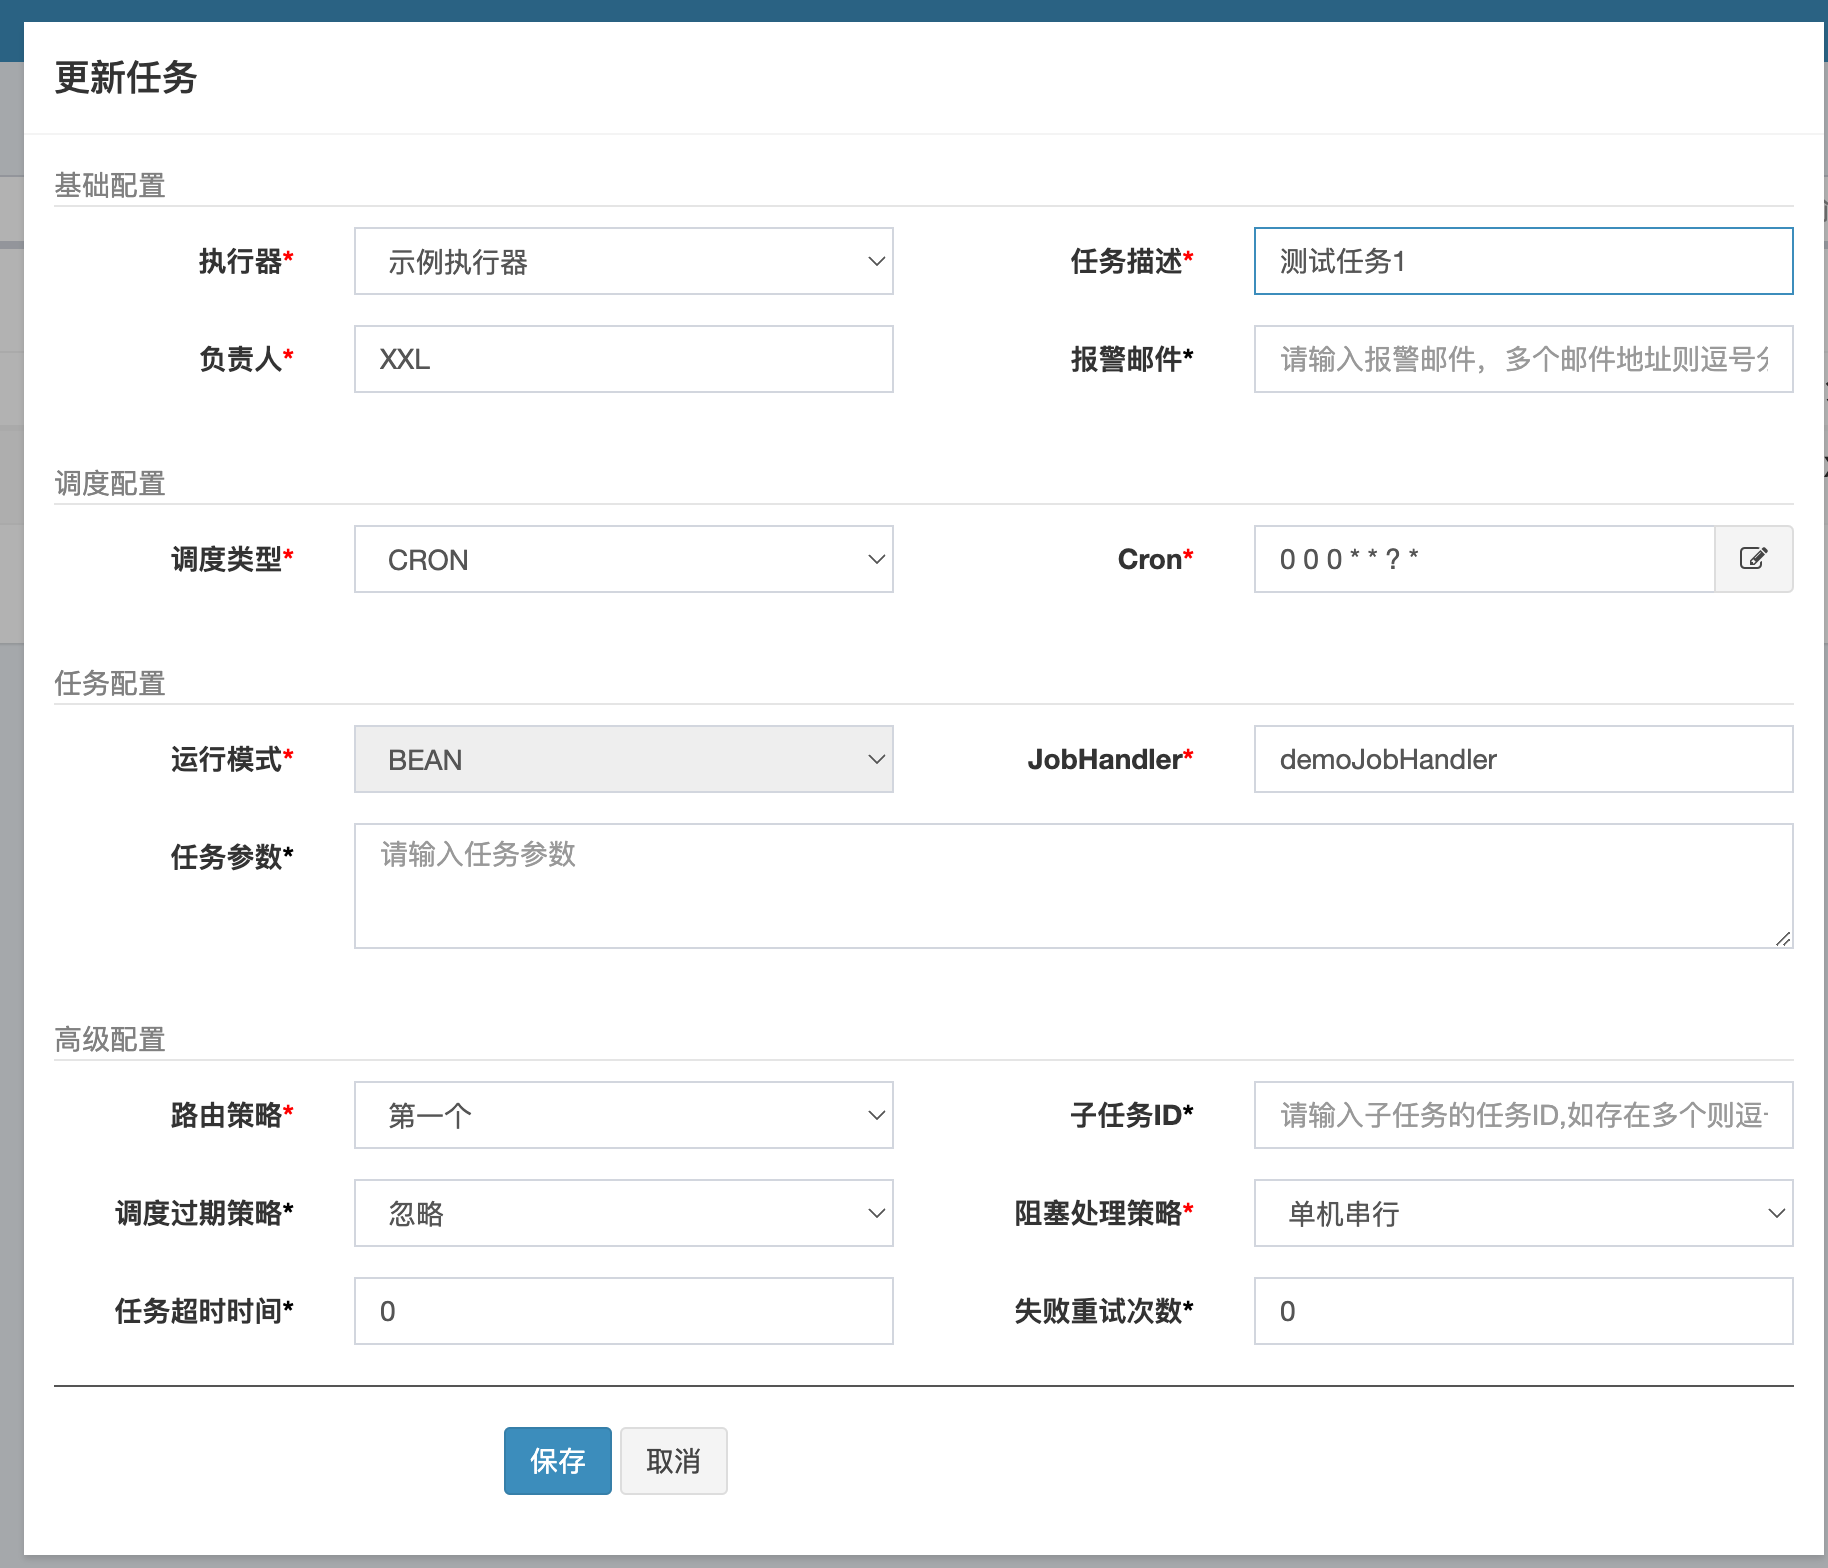 更新任务
基础配置
执行器* 示例执行器 任务描述* 测试任务1
负责人* XXL 报警邮件* 请输入报警邮件，多个邮件地址则逗号
调度配置
调度类型* CRON Cron* 0 0 0 * * ? *
任务配置
运行模式* BEAN JobHandler* demoJobHandler
任务参数* 请输入任务参数
高级配置
路由策略* 第一个 子任务ID* 请输入子任务的任务ID,如存在多个则逗
调度过期策略* 忽略 阻塞处理策略* 单机串行
任务超时时间* 0 失败重试次数* 0
保存 取消